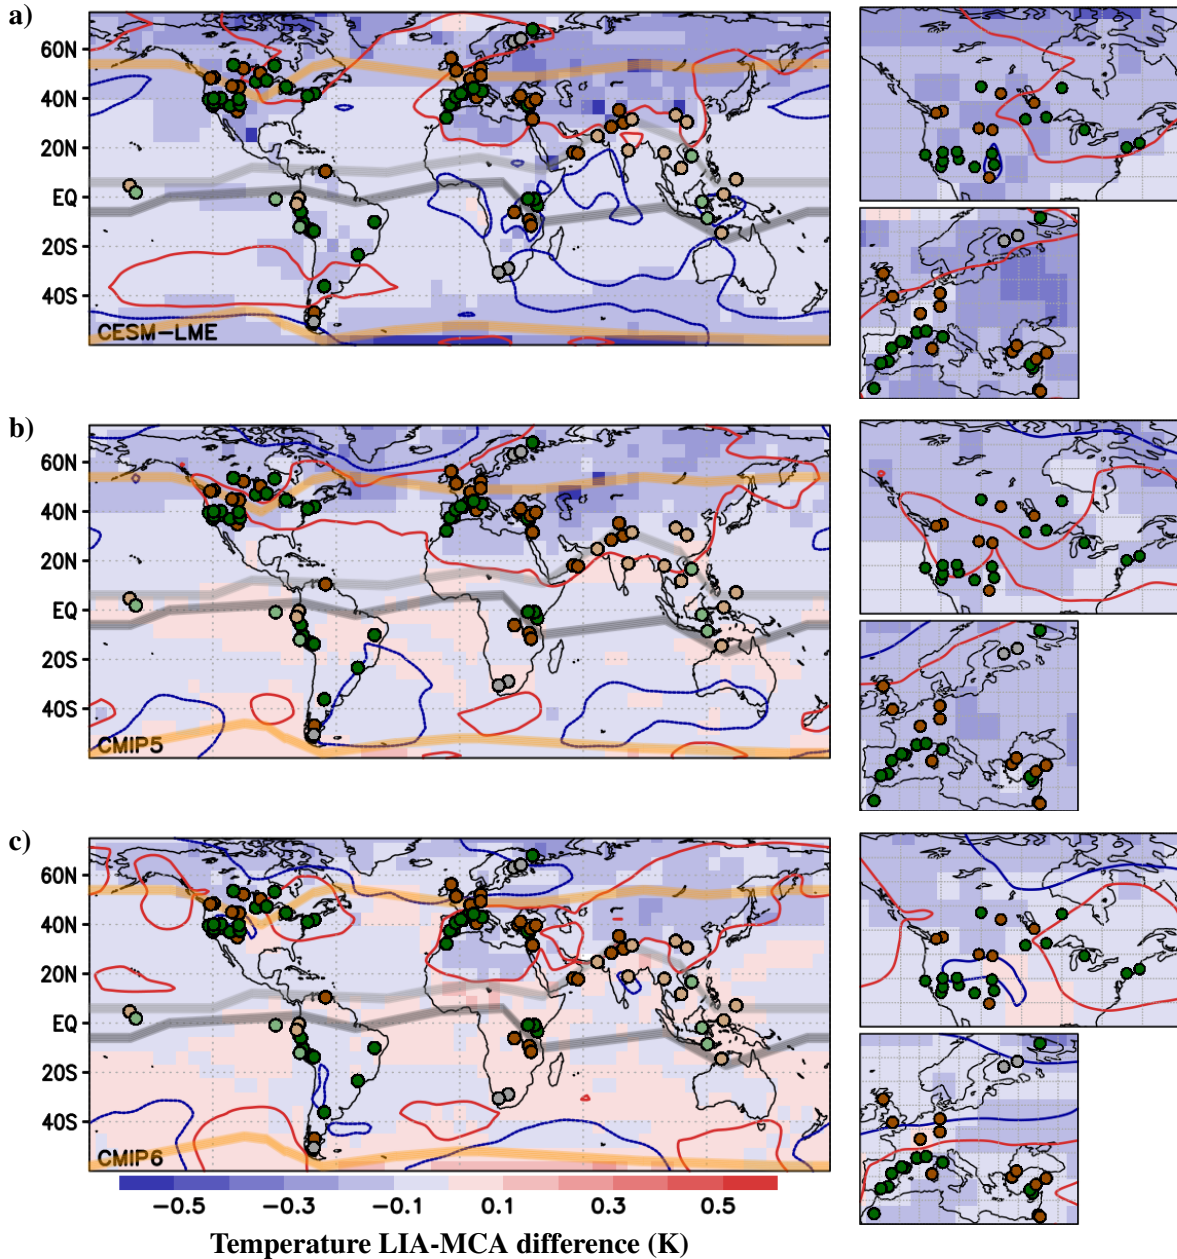 a)
60N
40N
20N
EQ
20S
40S
CESM-LME
b)
60N
40N
20N
EQ
20S
40S
CMIP5
c)
60N
40N
20N
EQ
20S
40S
CMIP6
-0.5 -0.3 -0.1 0.1 0.3 0.5
Temperature LIA-MCA difference (K)